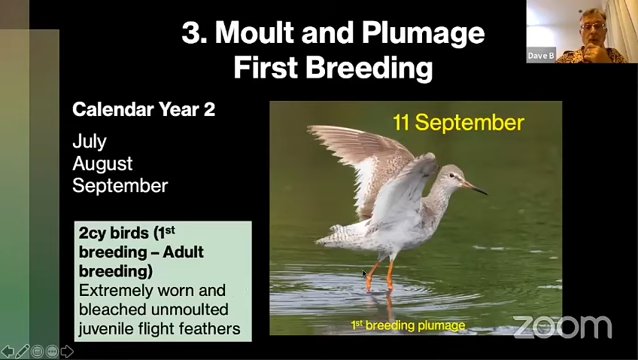 3. Moult and Plumage
First Breeding
Dave B
Calendar Year 2
July
August
September
11 September
2cy birds (1st
breeding – Adult
breeding)
Extremely worn and
bleached unmoulted
juvenile flight feathers
1st breeding plumage
zoom